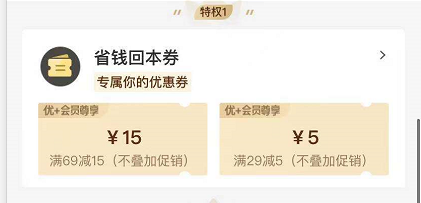 特权1
省钱回本券
专属你的优惠券
优+会员尊享
¥15
满69减15（不叠加促销）
优+会员尊享
¥5
满29减5（不叠加促销）